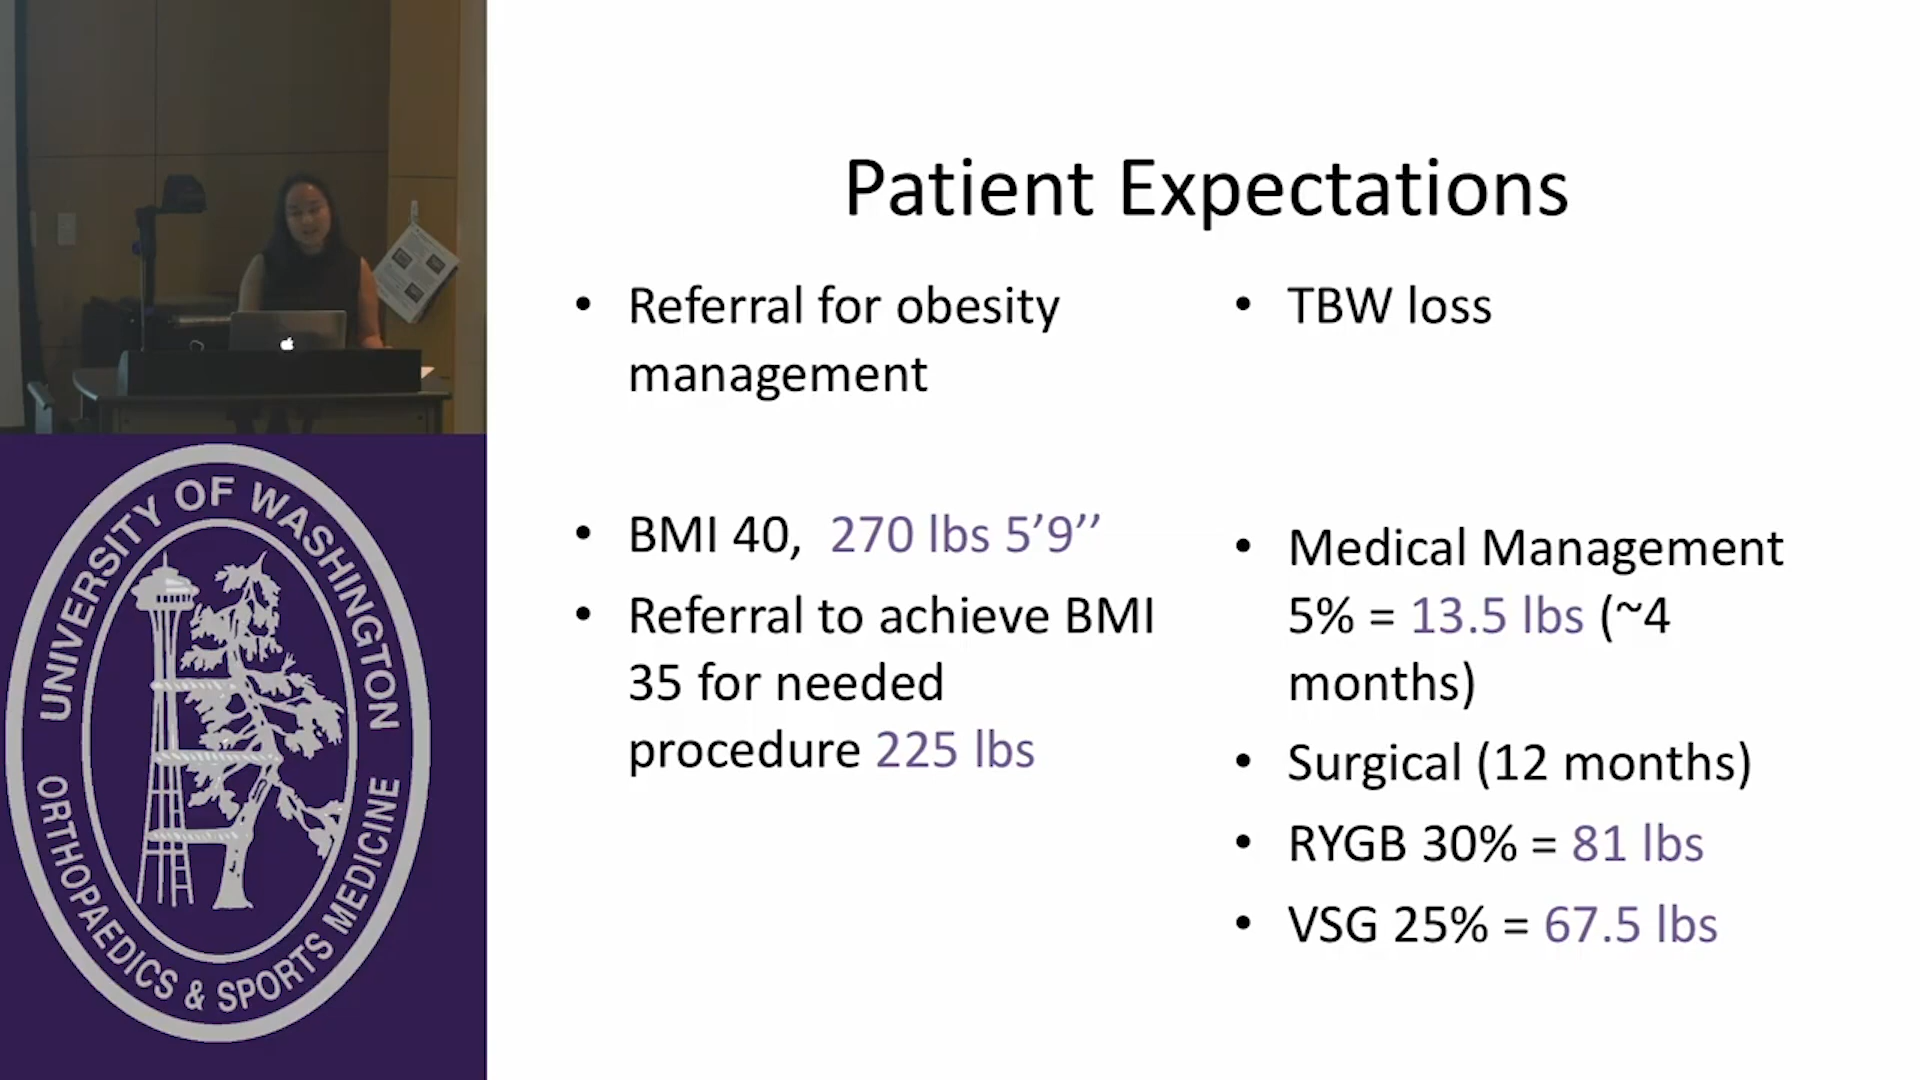 Patient Expectations
• Referral for obesity
management
• BMI 40, 270 lbs 5’9’’
• Referral to achieve BMI
35 for needed
procedure 225 lbs
• TBW loss
• Medical Management
5% = 13.5 lbs (~4
months)
• Surgical (12 months)
• RYGB 30% = 81 lbs
• VSG 25% = 67.5 lbs
UNIVERSITY OF WASHINGTON
ORTHOPAEDICS & SPORTS MEDICINE